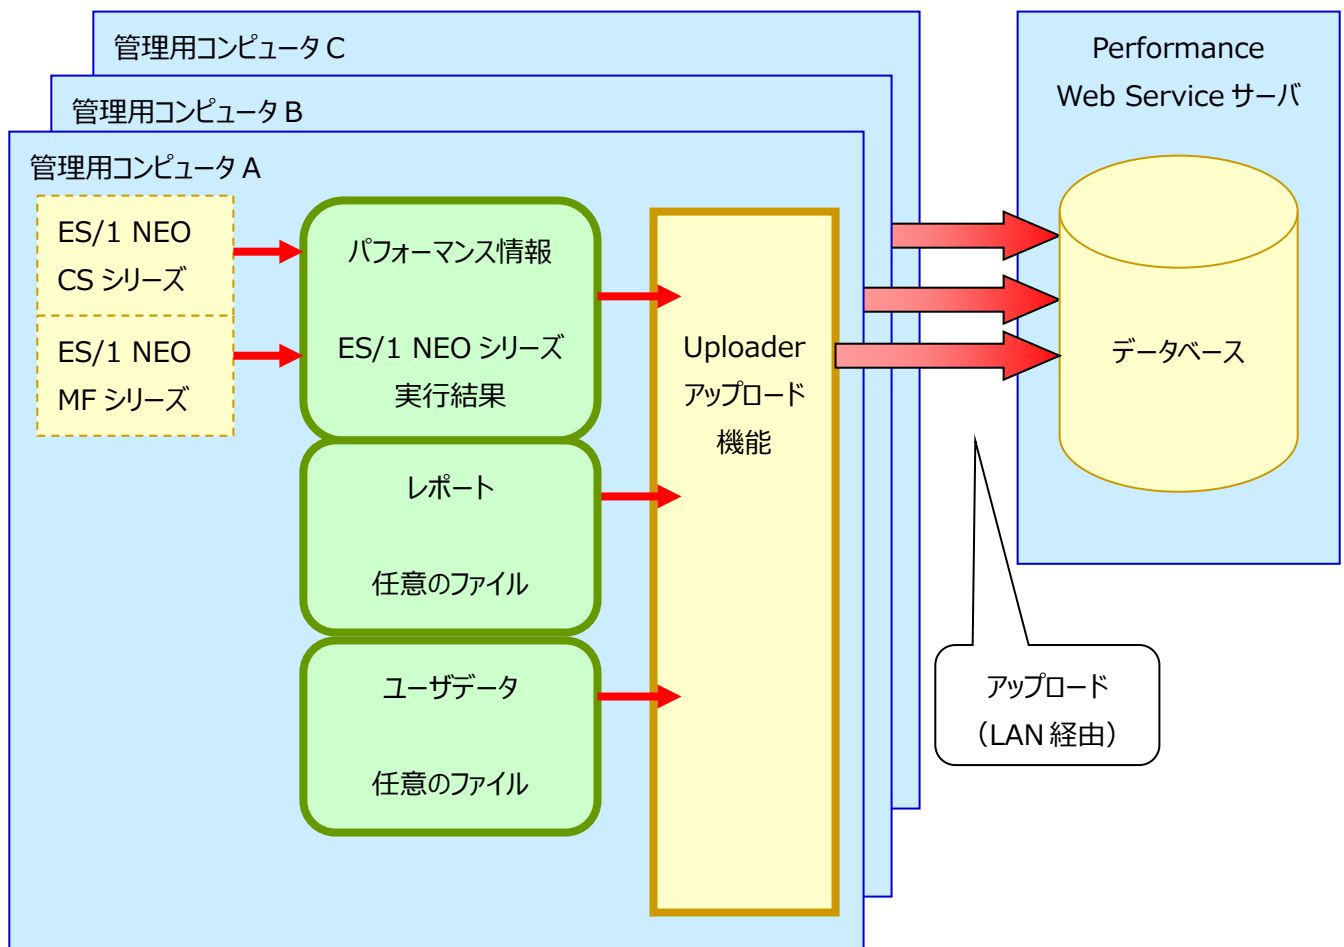 管理用コンピュータ C
管理用コンピュータ B
管理用コンピュータ A
ES/1 NEO
CS シリーズ
ES/1 NEO
MF シリーズ
パフォーマンス情報
ES/1 NEO シリーズ
実行結果
レポート
任意のファイル
ユーザデータ
任意のファイル
Uploader
アップロード
機能
アップロード
（LAN 経由）
Performance
Web Service サーバ
データベース